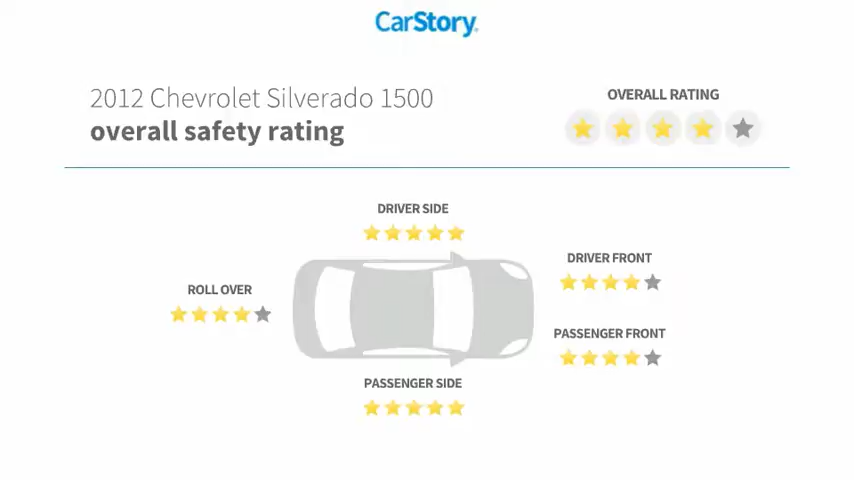 CarStory
2012 Chevrolet Silverado 1500
overall safety rating
OVERALL RATING
DRIVER SIDE
DRIVER FRONT
ROLL OVER
PASSENGER FRONT
PASSENGER SIDE